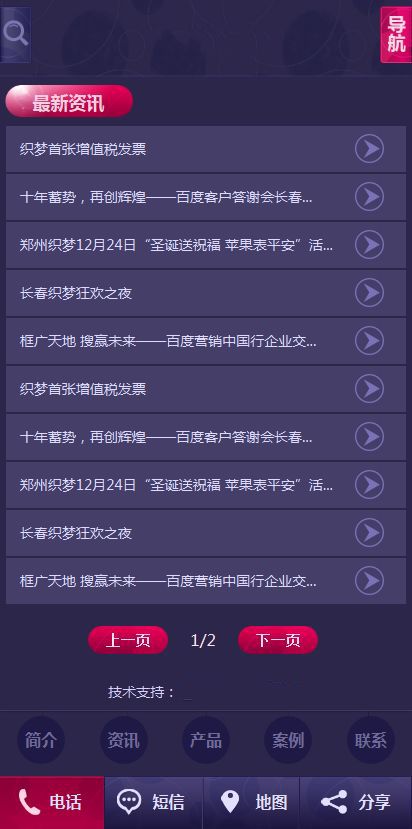 导航
最新资讯
织梦首张增值税发票
十年蓄势，再创辉煌——百度客户答谢会长春...
郑州织梦12月24日“圣诞送祝福 苹果表平安”活...
长春织梦狂欢之夜
框广天地 搜赢未来——百度营销中国行企业交...
织梦首张增值税发票
十年蓄势，再创辉煌——百度客户答谢会长春...
郑州织梦12月24日“圣诞送祝福 苹果表平安”活...
长春织梦狂欢之夜
框广天地 搜赢未来——百度营销中国行企业交...
上一页 1/2 下一页
技术支持：
简介 资讯 产品 案例 联系
电话 短信 地图 分享